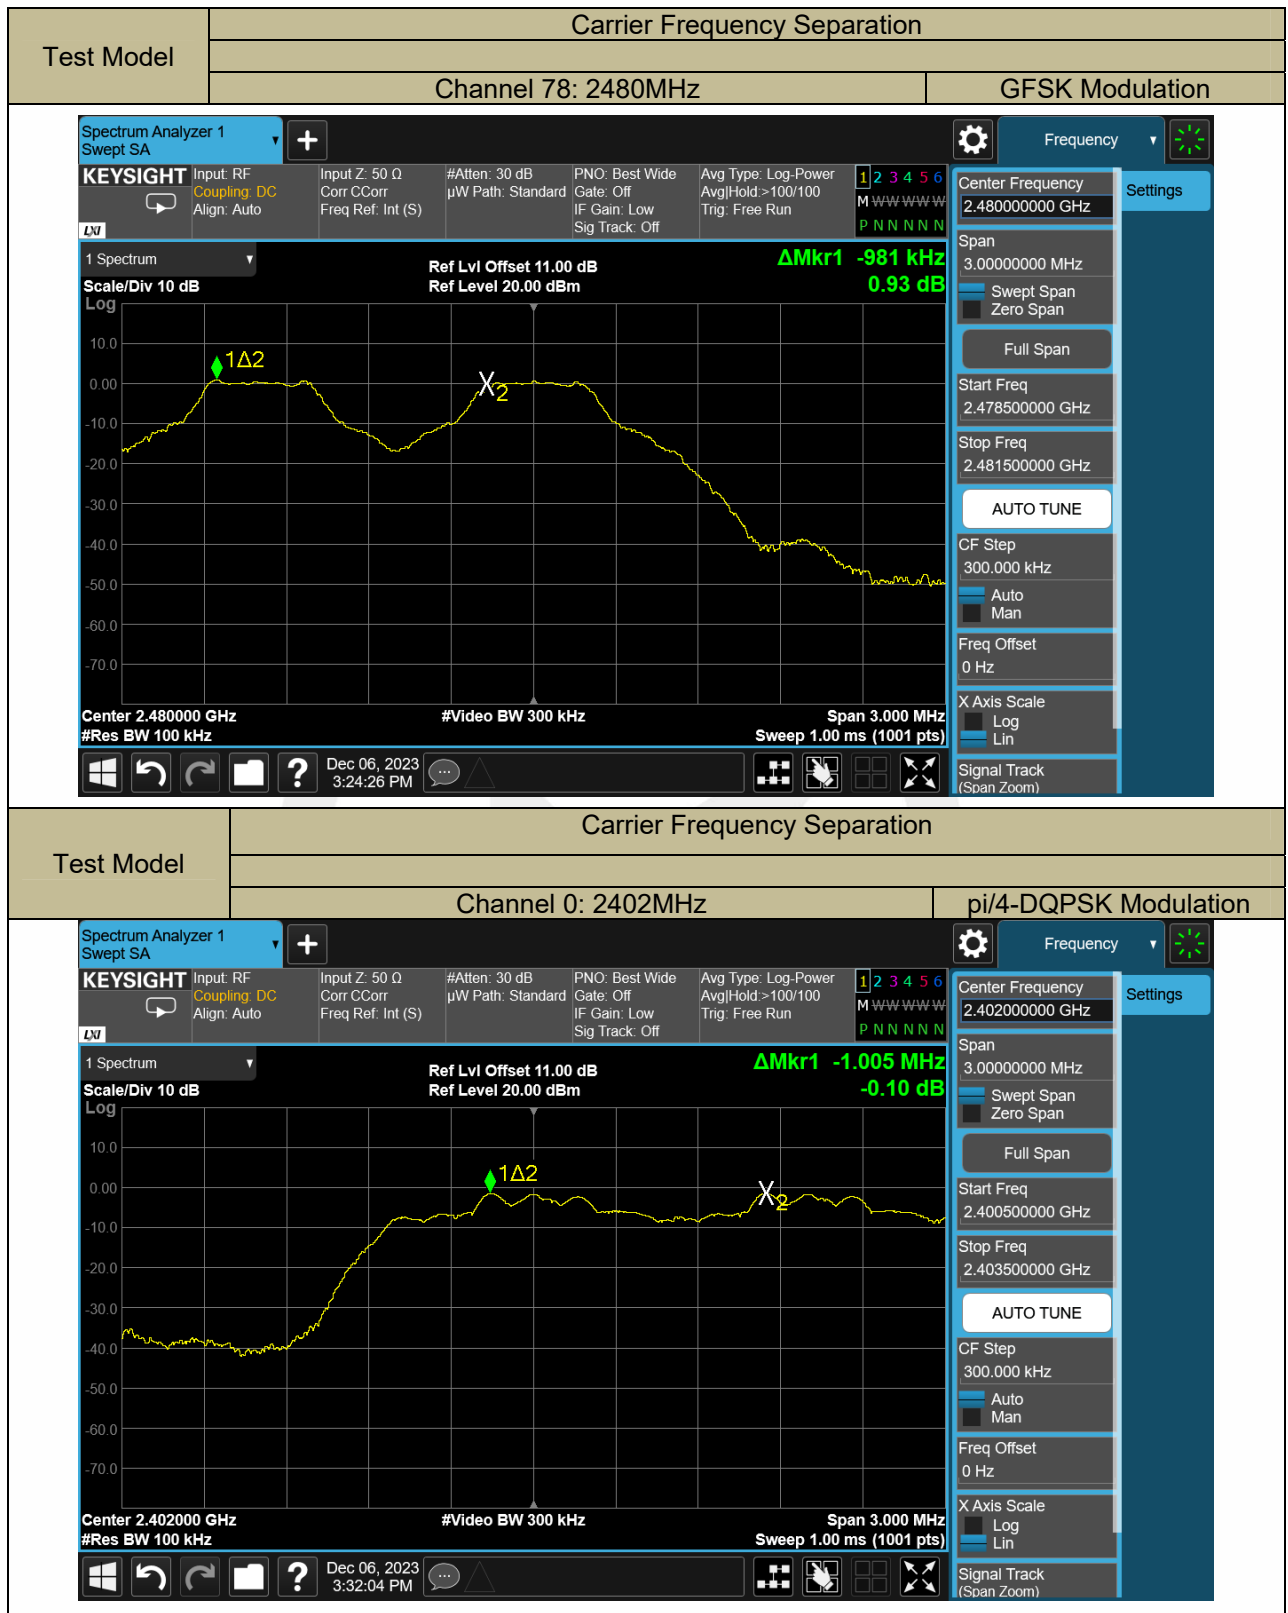 Test Model
Carrier Frequency Separation
Channel 78: 2480MHz
GFSK Modulation
Spectrum Analyzer 1
Swept SA
Frequency
KEYSIGHT
LXI
Input: RF
Coupling: DC
Align: Auto
Input Z: 50 Ω
Corr CCorr
Freq Ref: Int (S)
#Atten: 30 dB
µW Path: Standard
PNO: Best Wide
Gate: Off
IF Gain: Low
Sig Track: Off
Avg Type: Log-Power
Avg|Hold:>100/100
Trig: Free Run
1 2 3 4 5 6
M W W W W W
P N N N N N
1 Spectrum
Scale/Div 10 dB
Log
Ref Lvl Offset 11.00 dB
Ref Level 20.00 dBm
ΔMkr1 -981 kHz
0.93 dB
10.0
0.00
-10.0
-20.0
-30.0
-40.0
-50.0
-60.0
-70.0
1Δ2
X2
Center 2.480000 GHz
#Res BW 100 kHz
#Video BW 300 kHz
Span 3.000 MHz
Sweep 1.00 ms (1001 pts)
Dec 06, 2023
3:24:26 PM
Center Frequency
2.480000000 GHz
Settings
Span
3.00000000 MHz
Swept Span
Zero Span
Full Span
Start Freq
2.478500000 GHz
Stop Freq
2.481500000 GHz
AUTO TUNE
CF Step
300.000 kHz
Auto
Man
Freq Offset
0 Hz
X Axis Scale
Log
Lin
Signal Track
(Span Zoom)
Test Model
Carrier Frequency Separation
Channel 0: 2402MHz
pi/4-DQPSK Modulation
Spectrum Analyzer 1
Swept SA
Frequency
KEYSIGHT
LXI
Input: RF
Coupling: DC
Align: Auto
Input Z: 50 Ω
Corr CCorr
Freq Ref: Int (S)
#Atten: 30 dB
µW Path: Standard
PNO: Best Wide
Gate: Off
IF Gain: Low
Sig Track: Off
Avg Type: Log-Power
Avg|Hold:>100/100
Trig: Free Run
1 2 3 4 5 6
M W W W W W
P N N N N N
1 Spectrum
Scale/Div 10 dB
Log
Ref Lvl Offset 11.00 dB
Ref Level 20.00 dBm
ΔMkr1 -1.005 MHz
-0.10 dB
10.0
0.00
-10.0
-20.0
-30.0
-40.0
-50.0
-60.0
-70.0
1Δ2
X2
Center 2.402000 GHz
#Res BW 100 kHz
#Video BW 300 kHz
Span 3.000 MHz
Sweep 1.00 ms (1001 pts)
Dec 06, 2023
3:32:04 PM
Center Frequency
2.402000000 GHz
Settings
Span
3.00000000 MHz
Swept Span
Zero Span
Full Span
Start Freq
2.400500000 GHz
Stop Freq
2.403500000 GHz
AUTO TUNE
CF Step
300.000 kHz
Auto
Man
Freq Offset
0 Hz
X Axis Scale
Log
Lin
Signal Track
(Span Zoom)